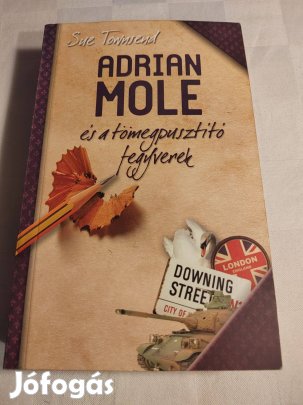 Sue Townsend
ADRIAN
MOLE
és a tömegpusztító
fegyverek
LONDON
DOWNING
STREET
CITY OF
Jófogás